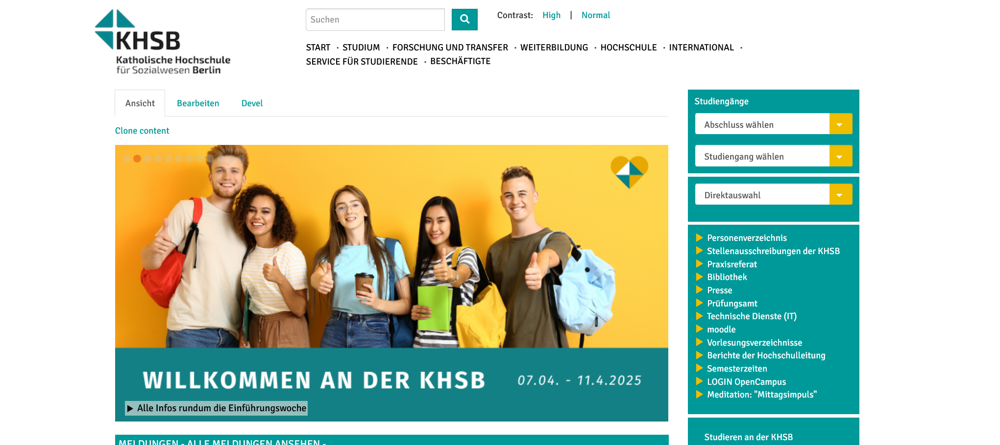 KHSB
Katholische Hochschule
für Sozialwesen Berlin
Suchen
Contrast: High | Normal
START · STUDIUM · FORSCHUNG UND TRANSFER · WEITERBILDUNG · HOCHSCHULE · INTERNATIONAL ·
SERVICE FÜR STUDIERENDE · BESCHÄFTIGTE
Ansicht Bearbeiten Devel
Clone content
WILLKOMMEN AN DER KHSB 07.04. - 11.4.2025
Alle Infos rundum die Einführungswoche
MELDUNGEN - ALLE MELDUNGEN ANSEHEN -
Studiengänge
Abschluss wählen
Studiengang wählen
Direktauswahl
Personenverzeichnis
Stellenausschreibungen der KHSB
Praxisreferat
Bibliothek
Presse
Prüfungsamt
Technische Dienste (IT)
moodle
Vorlesungsverzeichnisse
Berichte der Hochschulleitung
Semesterzeiten
LOGIN OpenCampus
Meditation: "Mittagsimpuls"
Studieren an der KHSB